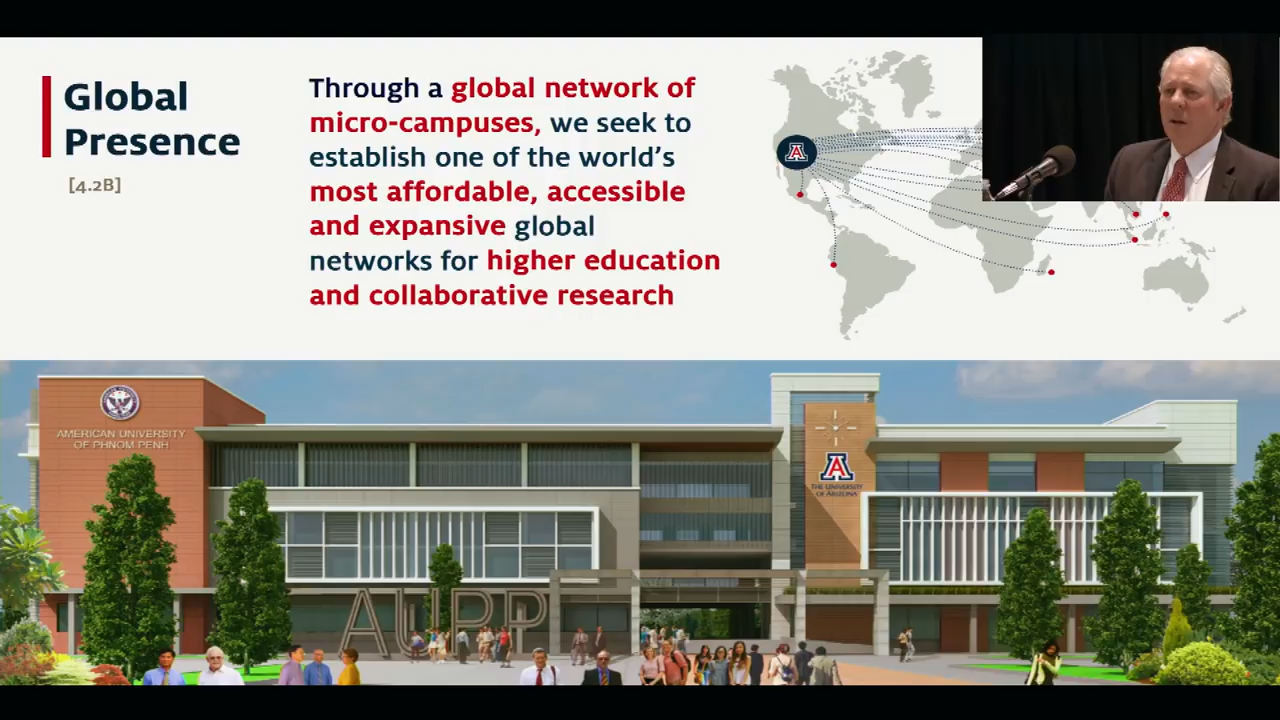 Global
Presence
[4.2B]
Through a global network of
micro-campuses, we seek to
establish one of the world's
most affordable, accessible
and expansive global
networks for higher education
and collaborative research
A
AMERICAN UNIVERSITY
OF PHNOM PENH
A
THE UNIVERSITY
OF ARIZONA
AUPP